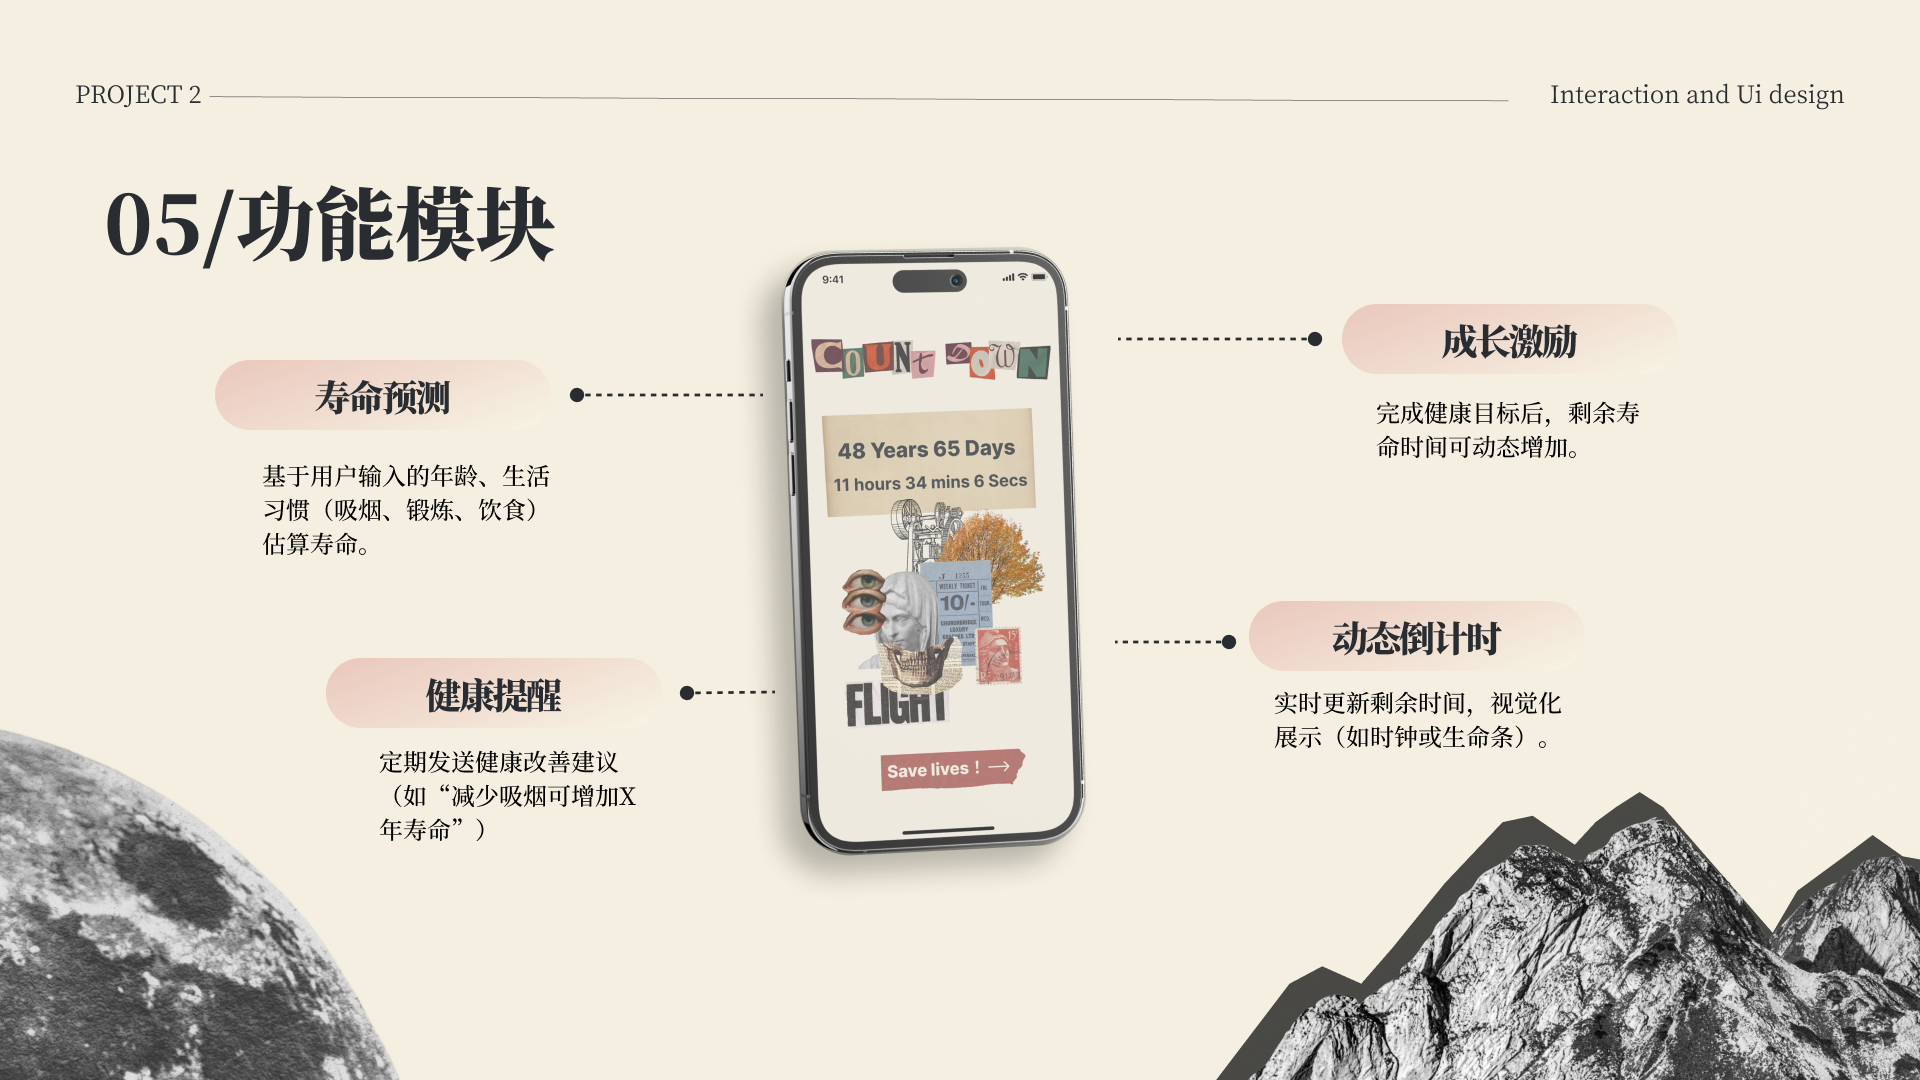 PROJECT 2
Interaction and Ui design
05/功能模块
寿命预测
基于用户输入的年龄、生活
习惯（吸烟、锻炼、饮食）
估算寿命。
健康提醒
定期发送健康改善建议
（如“减少吸烟可增加X
年寿命”）
9:41
COUNt DOWN
48 Years 65 Days
11 hours 34 mins 6 Secs
1255
WEEKLY TICKET
10/-
FLIGHT
15
Save lives！→
成长激励
完成健康目标后，剩余寿
命时间可动态增加。
动态倒计时
实时更新剩余时间，视觉化
展示（如时钟或生命条）。